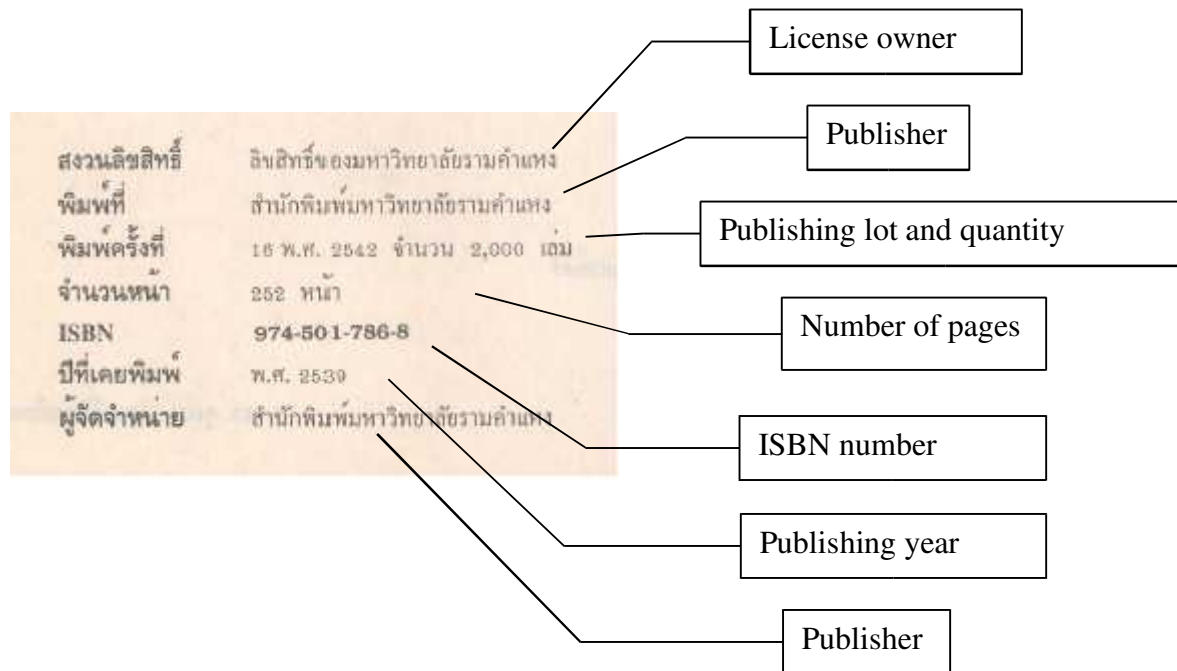 License owner
Publisher
สงวนลิขสิทธิ์ ลิขสิทธิ์ของมหาวิทยาลัยรามคำแหง
พิมพ์ที่ สำนักพิมพ์มหาวิทยาลัยรามคำแหง
Publishing lot and quantity
พิมพ์ครั้งที่ 16 พ.ศ. 2542 จำนวน 2,000 เล่ม
จำนวนหน้า 252 หน้า
Number of pages
ISBN 974-501-786-8
ปีที่เคยพิมพ์ พ.ศ. 2539
ผู้จัดจำหน่าย สำนักพิมพ์มหาวิทยาลัยรามคำแหง
ISBN number
Publishing year
Publisher